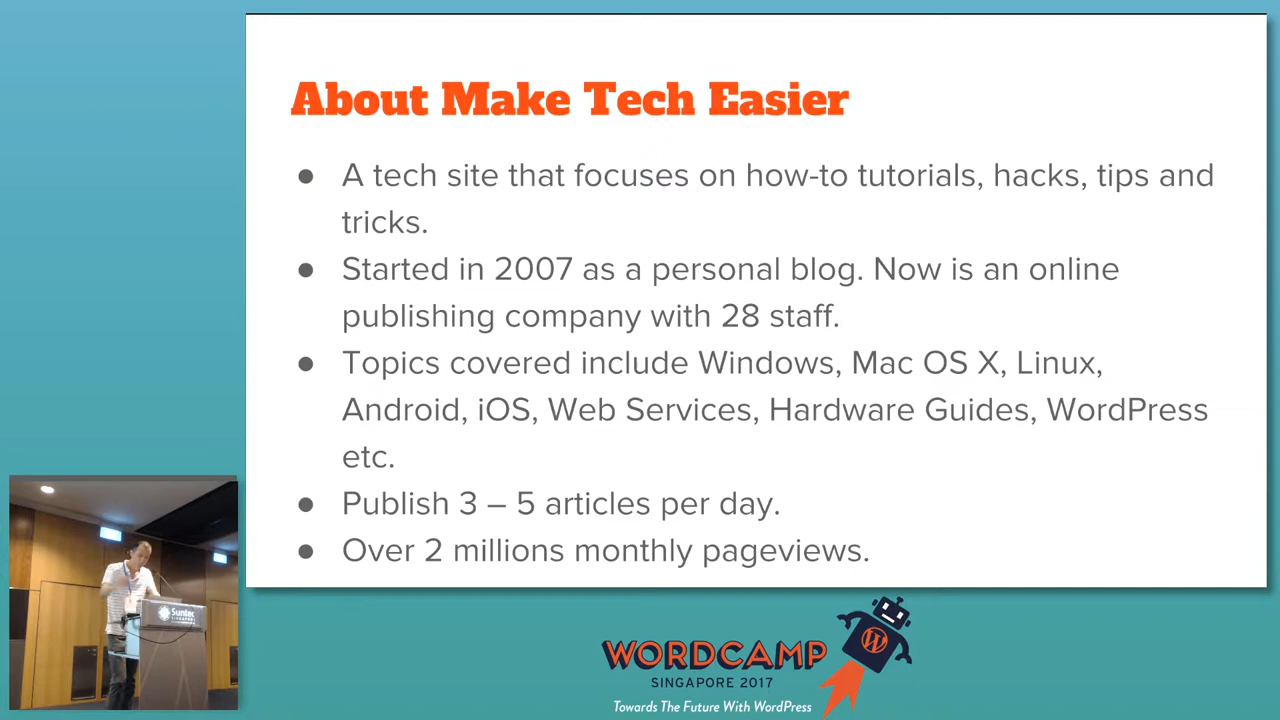 About Make Tech Easier
● A tech site that focuses on how-to tutorials, hacks, tips and
tricks.
● Started in 2007 as a personal blog. Now is an online
publishing company with 28 staff.
● Topics covered include Windows, Mac OS X, Linux,
Android, iOS, Web Services, Hardware Guides, WordPress
etc.
● Publish 3 – 5 articles per day.
● Over 2 millions monthly pageviews.
Suntec
SINGAPORE
WORDCAMP
SINGAPORE 2017
Towards The Future With WordPress